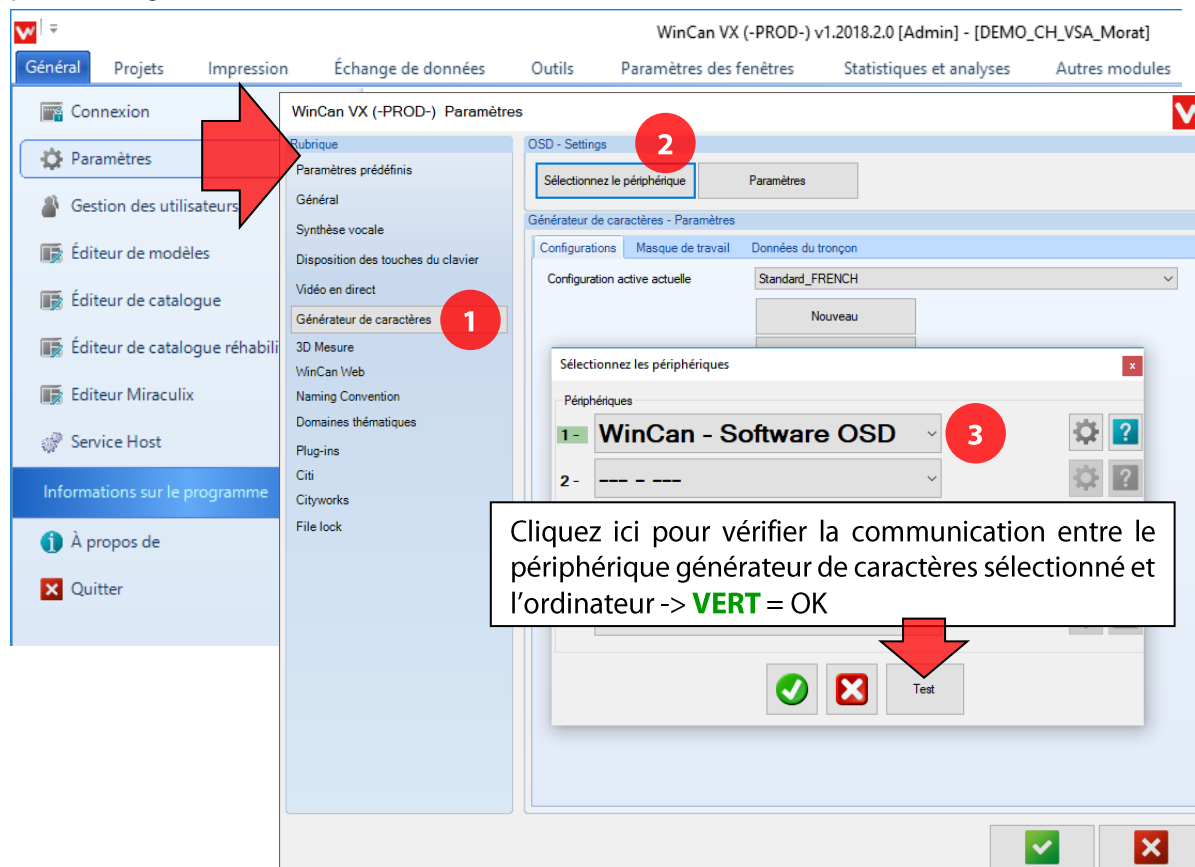 WinCan VX (-PROD-) v1.2018.2.0 [Admin] - [DEMO_CH_VSA_Morat]
Général Projets Impression Échange de données Outils Paramètres des fenêtres Statistiques et analyses Autres modules
Connexion
Paramètres
Gestion des utilisateurs
Éditeur de modèles
Éditeur de catalogue
Éditeur de catalogue réhabili
Editeur Miraculix
Service Host
Informations sur le programme
À propos de
Quitter
WinCan VX (-PROD-) Paramètres
Rubrique
Paramètres prédéfinis
Général
Synthèse vocale
Disposition des touches du clavier
Vidéo en direct
Générateur de caractères
1
3D Mesure
WinCan Web
Naming Convention
Domaines thématiques
Plug-ins
Citi
Cityworks
File lock
OSD - Settings
2
Sélectionnez le périphérique Paramètres
Générateur de caractères - Paramètres
Configurations Masque de travail Données du tronçon
Configuration active actuelle Standard_FRENCH
Nouveau
Sélectionnez les périphériques
x
Périphériques
1 - WinCan - Software OSD
3
?
2 - --- - ---
?
Cliquez ici pour vérifier la communication entre le
périphérique générateur de caractères sélectionné et
l'ordinateur -> VERT = OK
Test